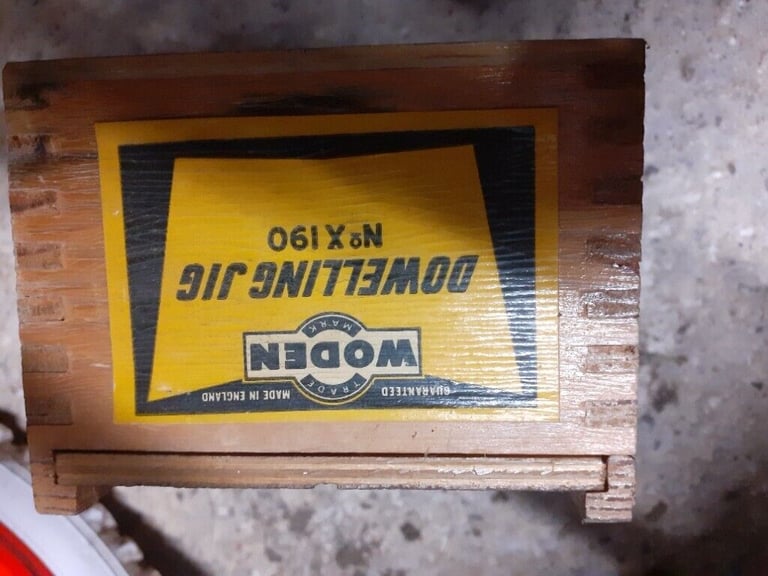 GUARANTEED MADE IN ENGLAND
TRADE
WODEN
MARK
DOWELLING JIG
Nº X 190